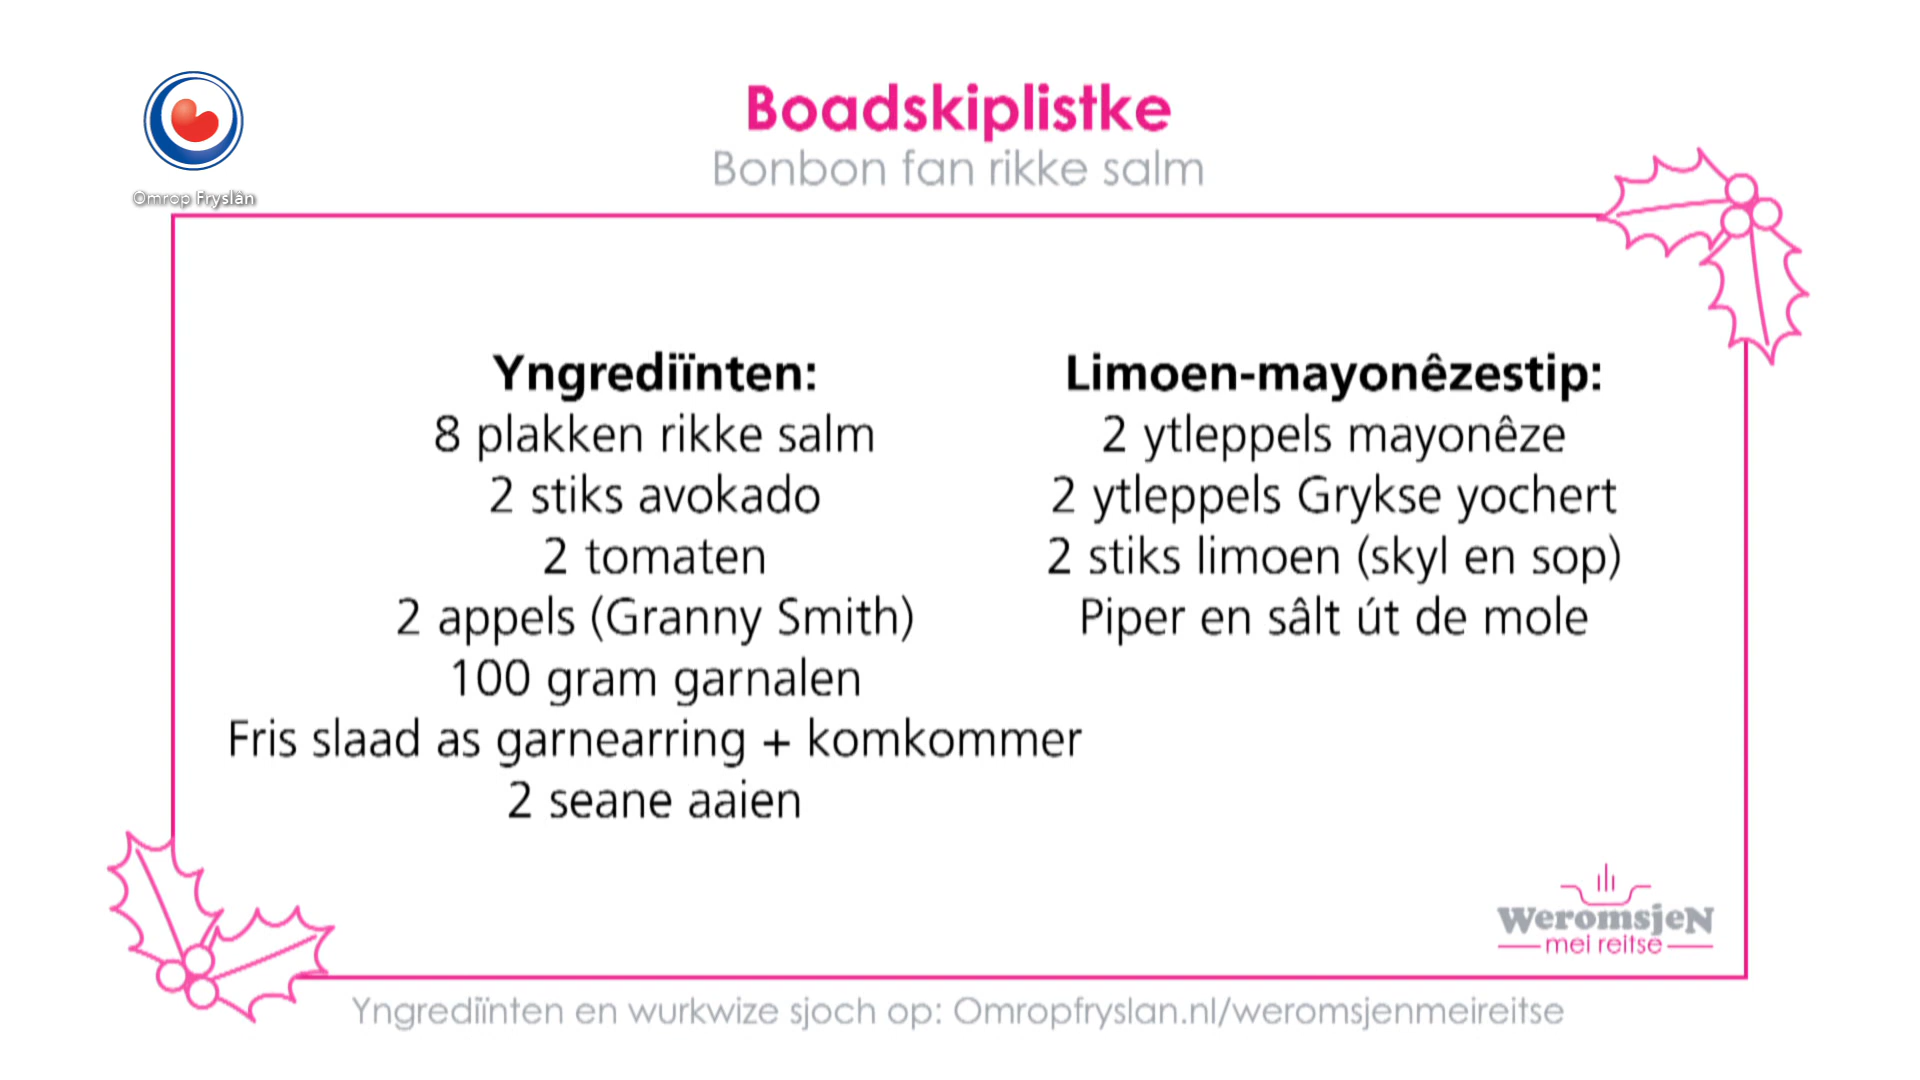 Omrop Fryslân
Boadskiplistke
Bonbon fan rikke salm
Yngrediïnten:
8 plakken rikke salm
2 stiks avokado
2 tomaten
2 appels (Granny Smith)
100 gram garnalen
Fris slaad as garnearring + komkommer
2 seane aaien
Limoen-mayonêzestip:
2 ytleppels mayonêze
2 ytleppels Grykse yochert
2 stiks limoen (skyl en sop)
Piper en sâlt út de mole
Weromsjen
mei reitse
Yngrediïnten en wurkwize sjoch op: Omropfryslan.nl/weromsjenmeireitse